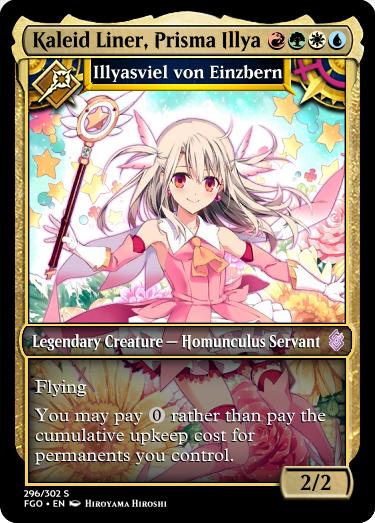 Kaleid Liner, Prisma Illya
Illyasviel von Einzbern
Legendary Creature — Homunculus Servant
Flying
You may pay 0 rather than pay the
cumulative upkeep cost for
permanents you control.
2/2
296/302 S
FGO • EN Hiroyama Hiroshi